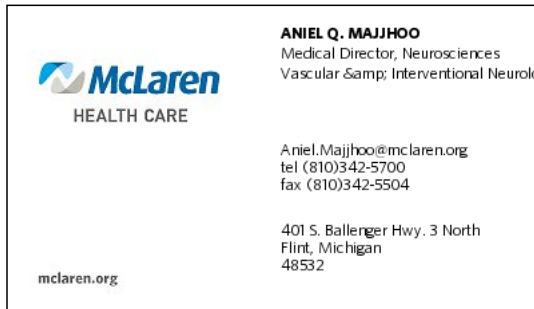 McLaren
HEALTH CARE
mclaren.org
ANIEL Q. MAJJHOO
Medical Director, Neurosciences
Vascular &amp; Interventional
Aniel.Majjhoo@mclaren.org
tel (810)342-5700
fax (810)342-5504
401 S. Ballenger Hwy. 3 North
Flint, Michigan
48532